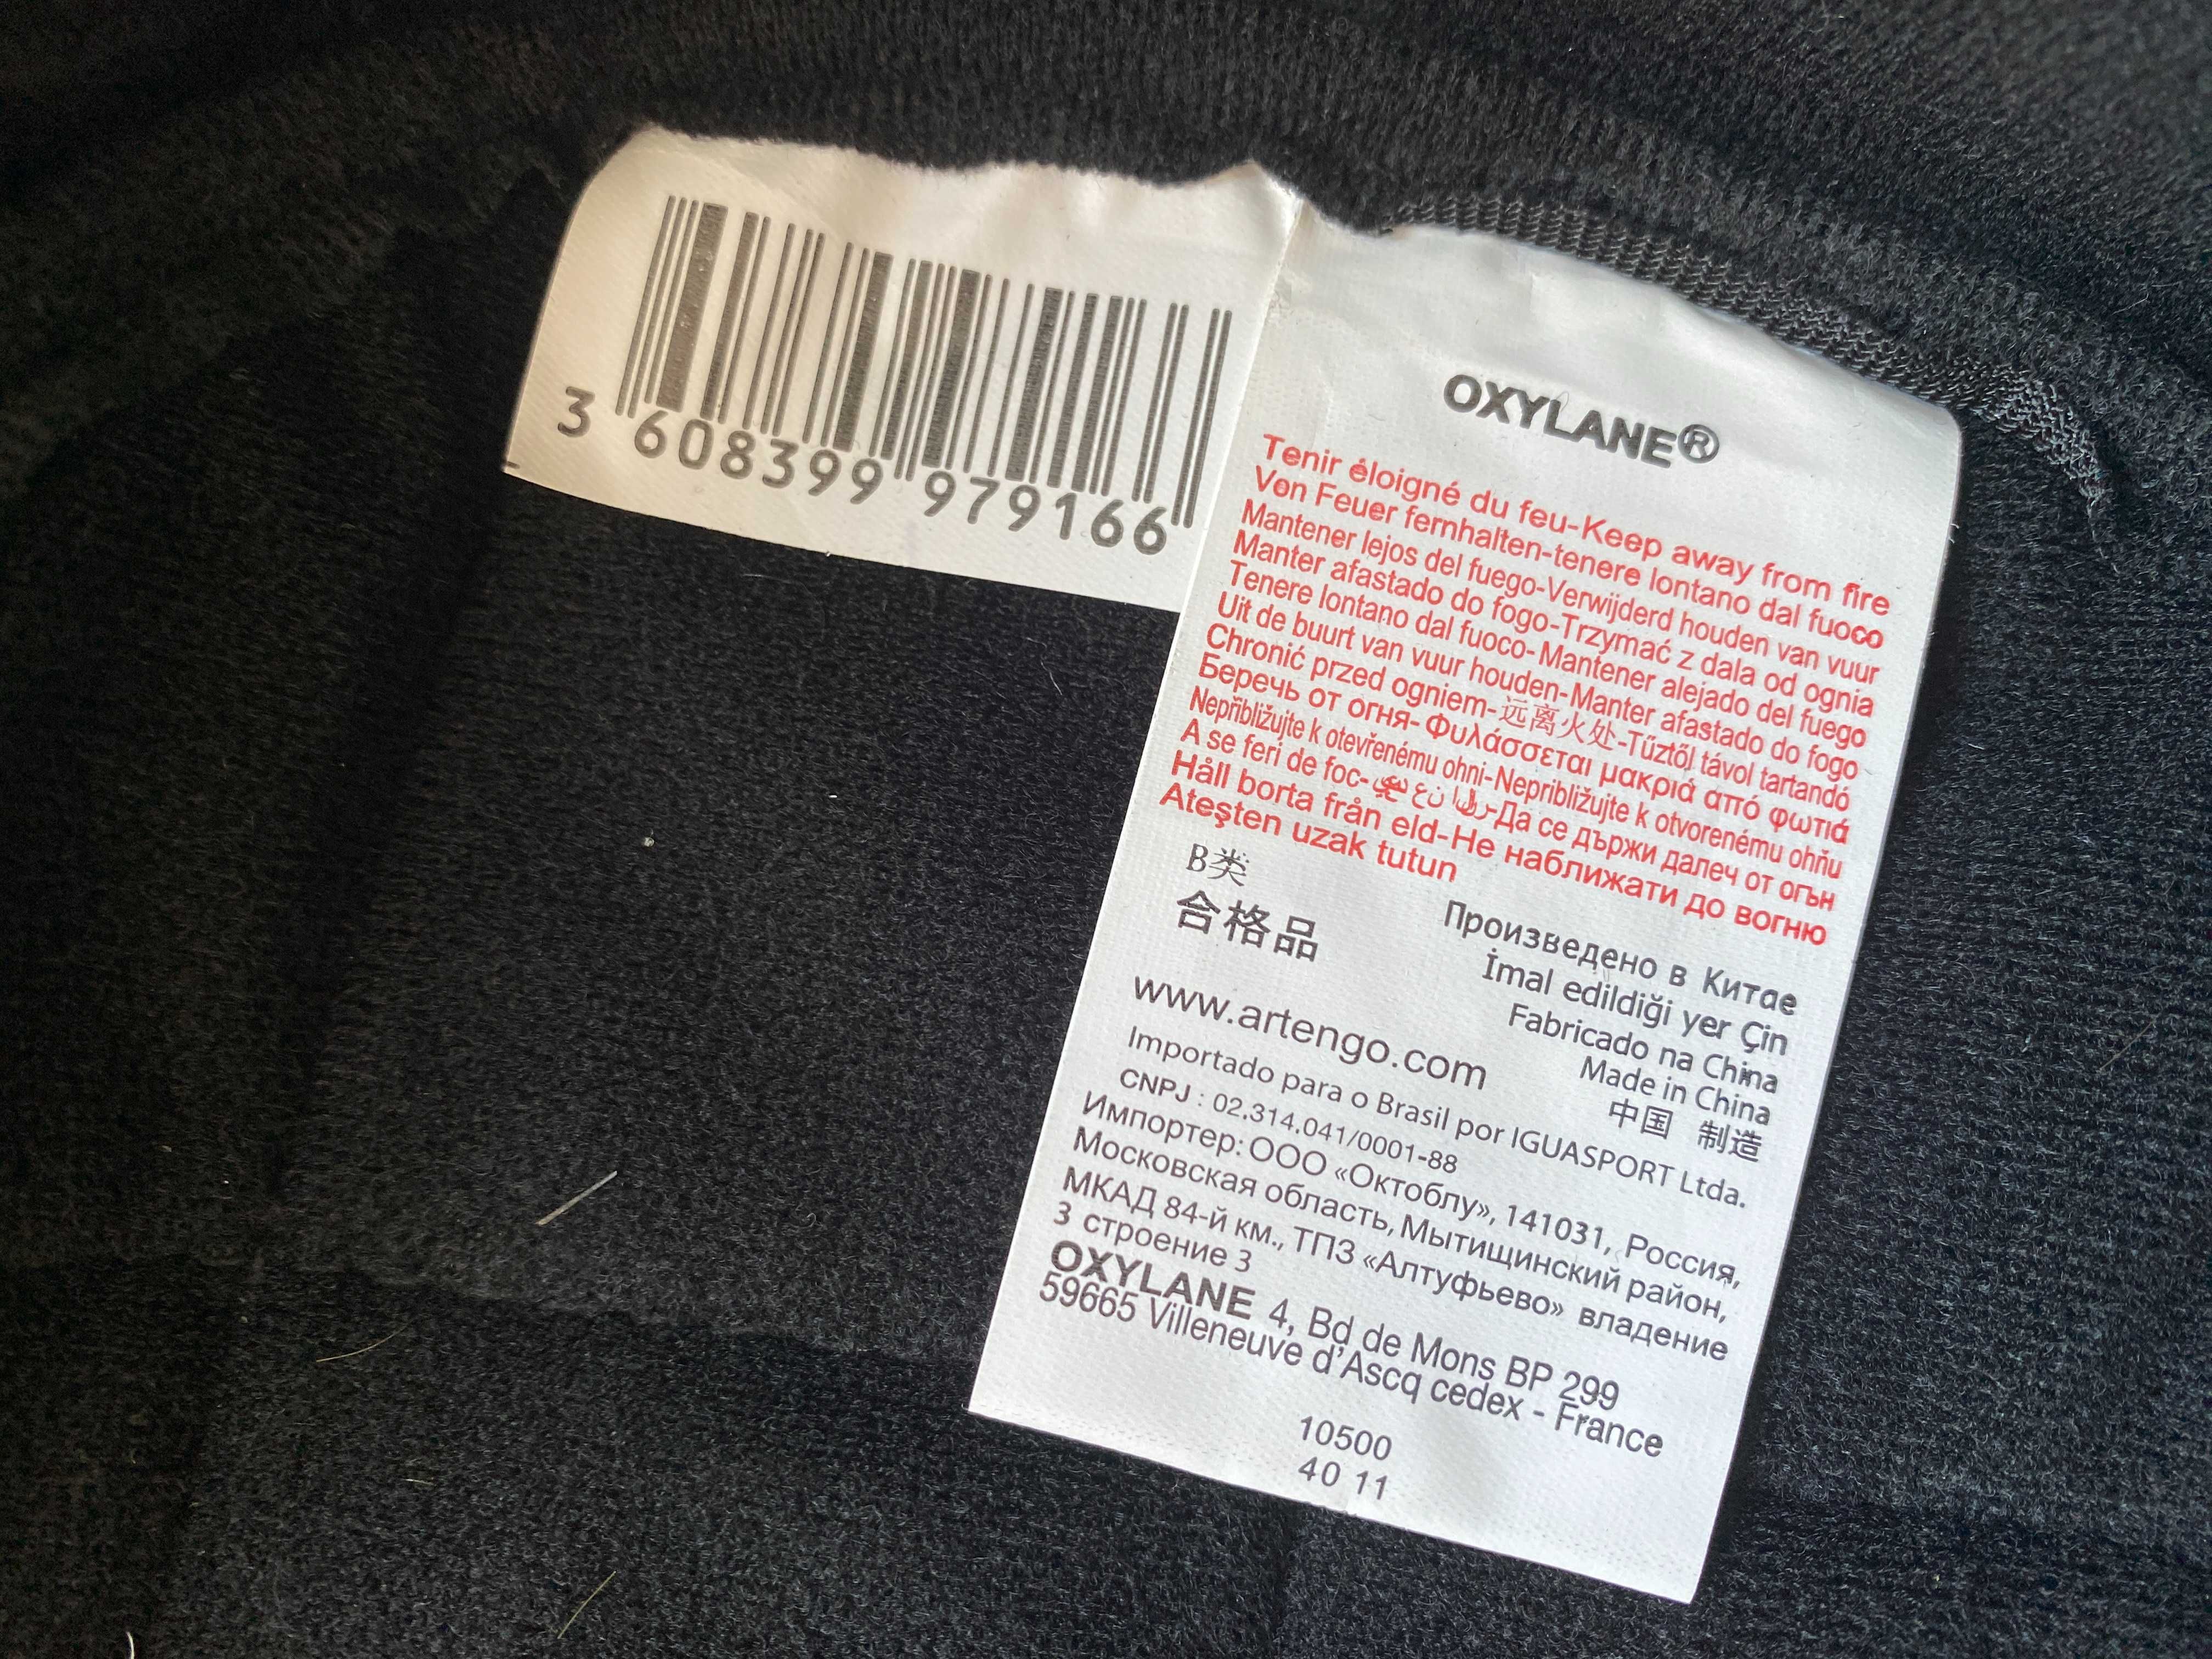 3 608399 979166
OXYLANE®
Tenir éloigné du feu-Keep away from fire
Von Feuer fernhalten-tenere lontano dal fuoco
Mantener lejos del fuego-Verwijderd houden van vuur
Manter afastado do fogo-Trzymać z dala od ognia
Tenere lontano dal fuoco-Mantener alejado del fuego
Uit de buurt van vuur houden-Manter afastado do fogo
Chronić przed ogniem-远离火处-Tűztől távol tartandó
Беречь от огня-Φυλάσσεται μακριά από φωτιά
Nepřibližujte k otevřenému ohni-Nepribližujte k otvorenému ohňu
A se feri de foc-Да се държи далеч от огън
Håll borta från eld-Не наближати до вогню
Ateşten uzak tutun
B类
合格品
Произведено в Китае
İmal edildiği yer Çin
Fabricado na China
Made in China
中国 制造
www.artengo.com
Importado para o Brasil por IGUASPORT Ltda.
CNPJ : 02.314.041/0001-88
Импортер: ООО «Октоблу», 141031, Россия,
Московская область, Мытищинский район,
МКАД 84-й км., ТПЗ «Алтуфьево» владение
3 строение 3
OXYLANE 4, Bd de Mons BP 299
59665 Villeneuve d'Ascq cedex - France
10500
40 11